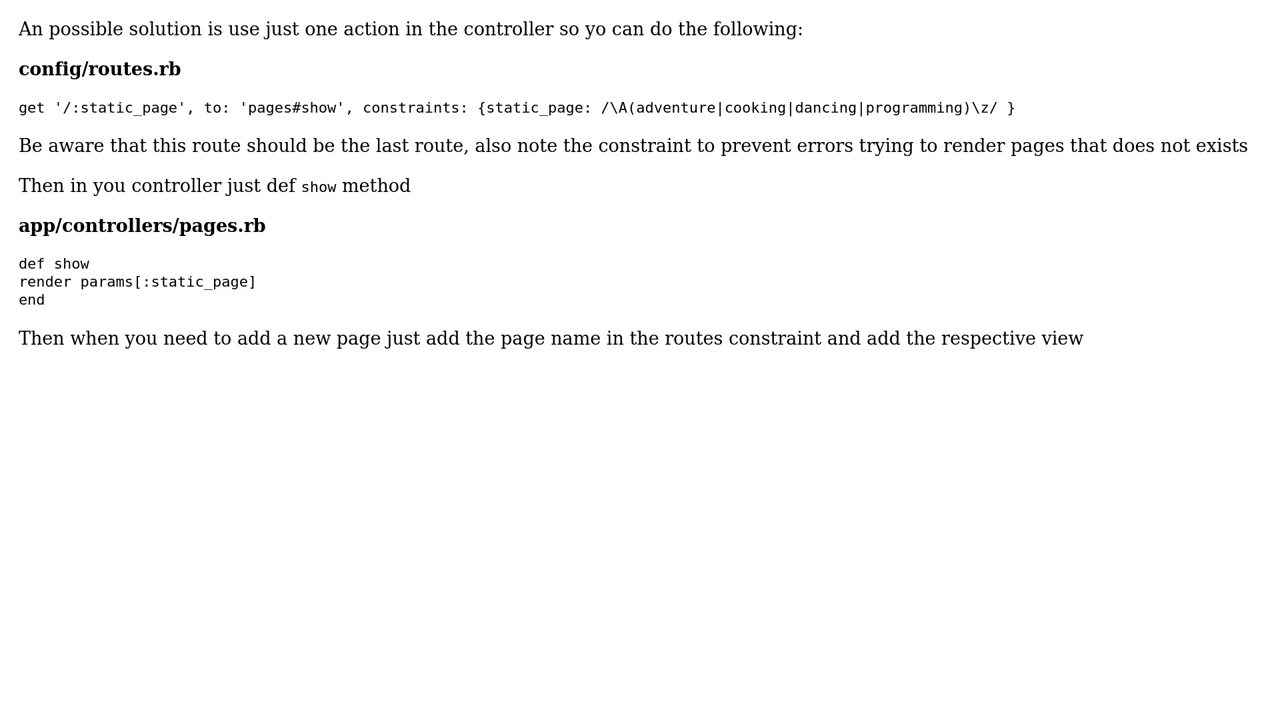 An possible solution is use just one action in the controller so yo can do the following:
config/routes.rb
get '/:static_page', to: 'pages#show', constraints: {static_page: /\A(adventure|cooking|dancing|programming)\z/ }
Be aware that this route should be the last route, also note the constraint to prevent errors trying to render pages that does not exists
Then in you controller just def show method
app/controllers/pages.rb
def show
render params[:static_page]
end
Then when you need to add a new page just add the page name in the routes constraint and add the respective view